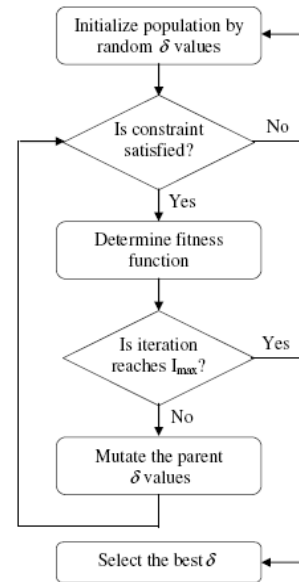 Initialize population by
random δ values
Is constraint
satisfied?
No
Yes
Determine fitness
function
Is iteration
reaches Imax?
Yes
No
Mutate the parent
δ values
Select the best δ